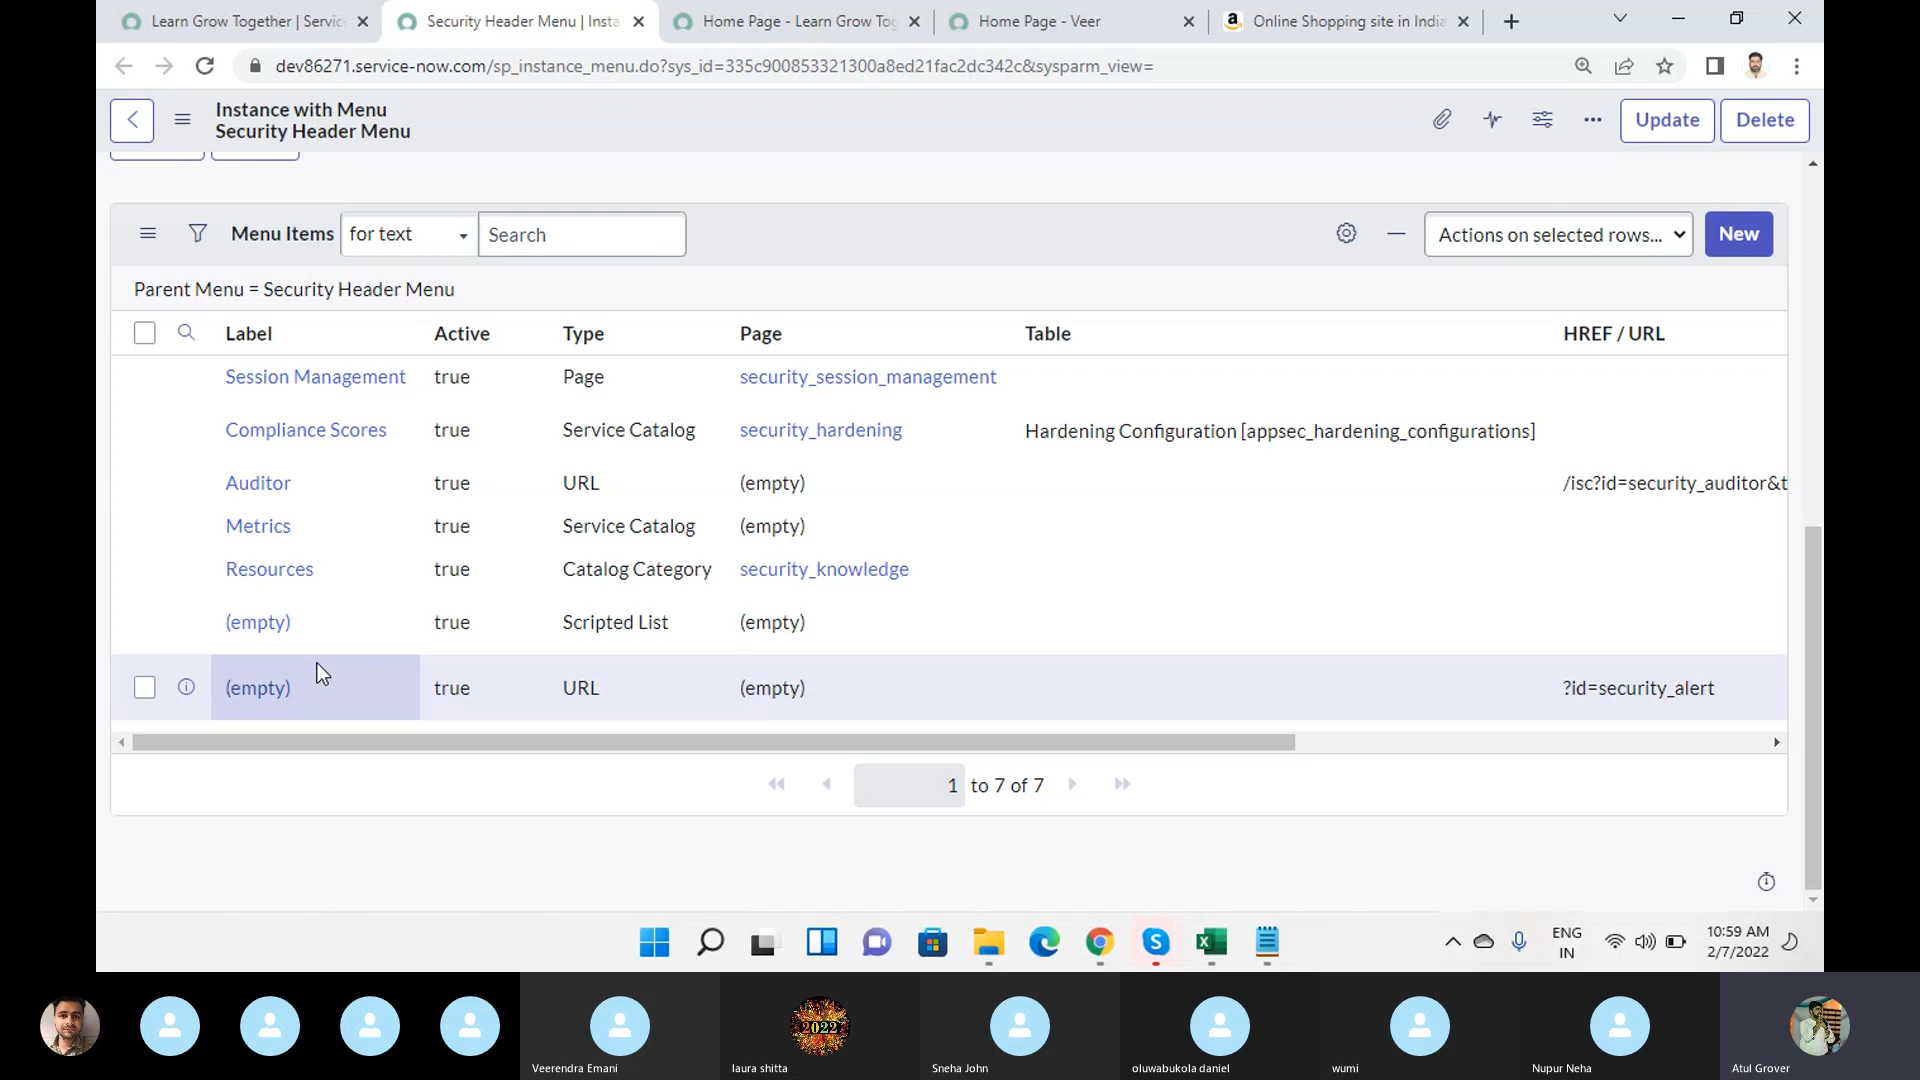 Learn Grow Together | Servic
Security Header Menu | Insta
Home Page - Learn Grow Tog
Home Page - Veer
Online Shopping site in India
dev86271.service-now.com/sp_instance_menu.do?sys_id=335c900853321300a8ed21fac2dc342c&sysparm_view=
Instance with Menu
Security Header Menu
Update
Delete
Menu Items
for text
Search
Actions on selected rows...
New
Parent Menu = Security Header Menu
Label Active Type Page Table HREF / URL
Session Management true Page security_session_management
Compliance Scores true Service Catalog security_hardening Hardening Configuration [appsec_hardening_configurations]
Auditor true URL (empty) /isc?id=security_auditor&t
Metrics true Service Catalog (empty)
Resources true Catalog Category security_knowledge
(empty) true Scripted List (empty)
(empty) true URL (empty) ?id=security_alert
1 to 7 of 7
ENG
IN
10:59 AM
2/7/2022
2022
Veerendra Emani
laura shitta
Sneha John
oluwabukola daniel
wumi
Nupur Neha
Atul Grover